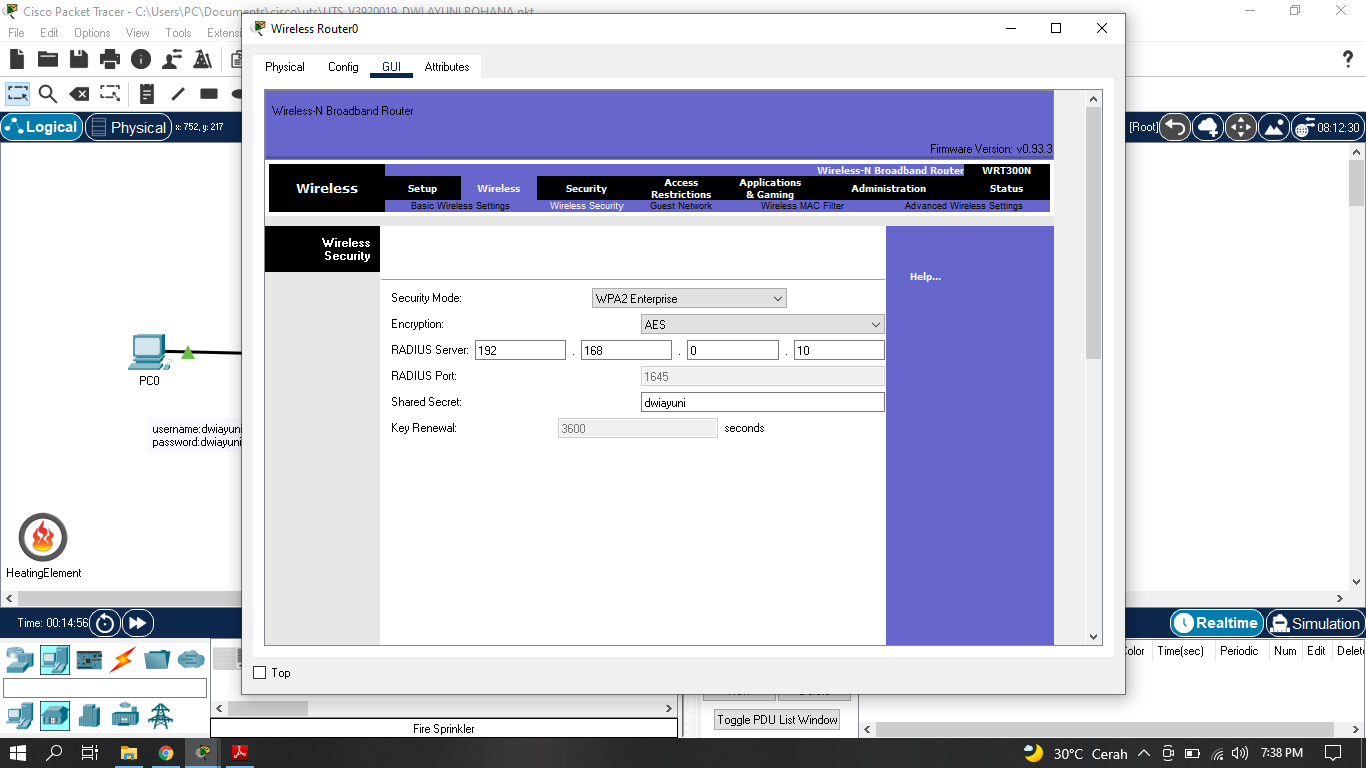 Cisco Packet Tracer - C:\Users\PC\Documents\cisco\uts\UTS_V3920019_DWI AYUNI ROHANA.pkt
File Edit Options View Tools Extensi
Wireless Router0
Physical Config GUI Attributes
Logical Physical x: 752, y: 217
[Root] 08:12:30
Wireless-N Broadband Router
Firmware Version: v0.93.3
Wireless-N Broadband Router WRT300N
Wireless
Setup Wireless Security Access Restrictions Applications & Gaming Administration Status
Basic Wireless Settings Wireless Security Guest Network Wireless MAC Filter Advanced Wireless Settings
Wireless
Security
Help...
Security Mode: WPA2 Enterprise
Encryption: AES
RADIUS Server: 192 . 168 . 0 . 10
RADIUS Port: 1645
Shared Secret: dwiayuni
Key Renewal: 3600 seconds
PC0
username:dwiayuni
password:dwiayuni
HeatingElement
Time: 00:14:56
Realtime Simulation
Color Time(sec) Periodic Num Edit Delet
Top
New Delete
Toggle PDU List Window
Fire Sprinkler
30°C Cerah 7:38 PM